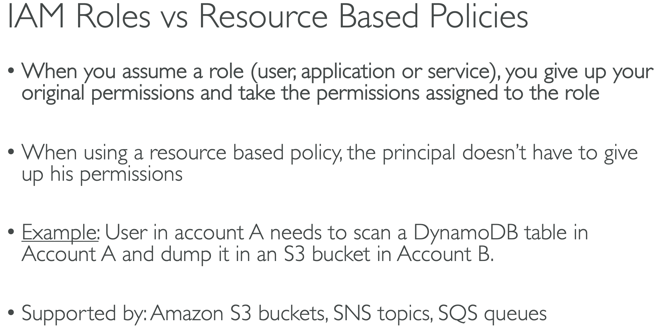 IAM Roles vs Resource Based Policies
• When you assume a role (user, application or service), you give up your
original permissions and take the permissions assigned to the role
• When using a resource based policy, the principal doesn't have to give
up his permissions
• Example: User in account A needs to scan a DynamoDB table in
Account A and dump it in an S3 bucket in Account B.
• Supported by: Amazon S3 buckets, SNS topics, SQS queues